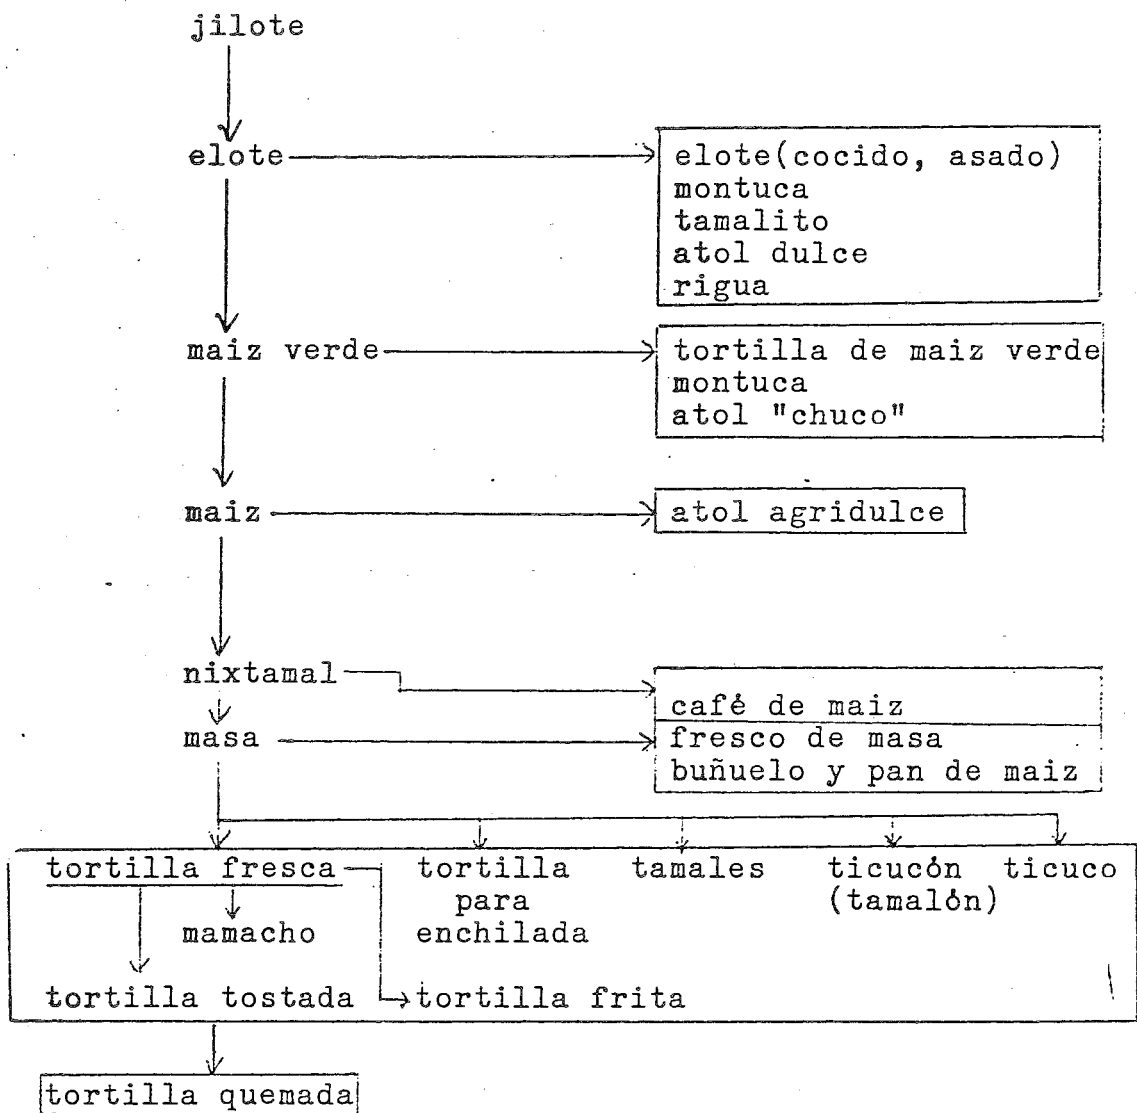 jilote
elote
elote(cocido, asado)
montuca
tamalito
atol dulce
rigua
maiz verde
tortilla de maiz verde
montuca
atol "chuco"
maiz
atol agridulce
nixtamal
café de maiz
masa
fresco de masa
buñuelo y pan de maiz
tortilla fresca
mamacho
tortilla tostada
tortilla frita
tortilla
para
enchilada
tamales
ticucón
(tamalón)
ticuco
tortilla quemada